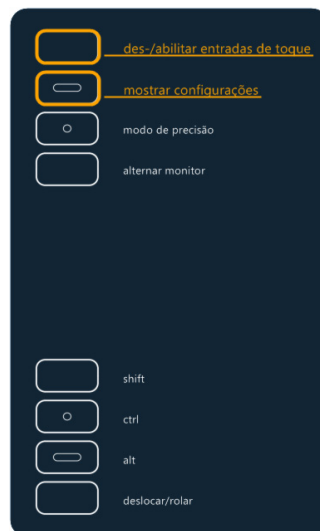 des-/abilitar entradas de toque
mostrar configurações
modo de precisão
alternar monitor
shift
ctrl
alt
deslocar/rolar